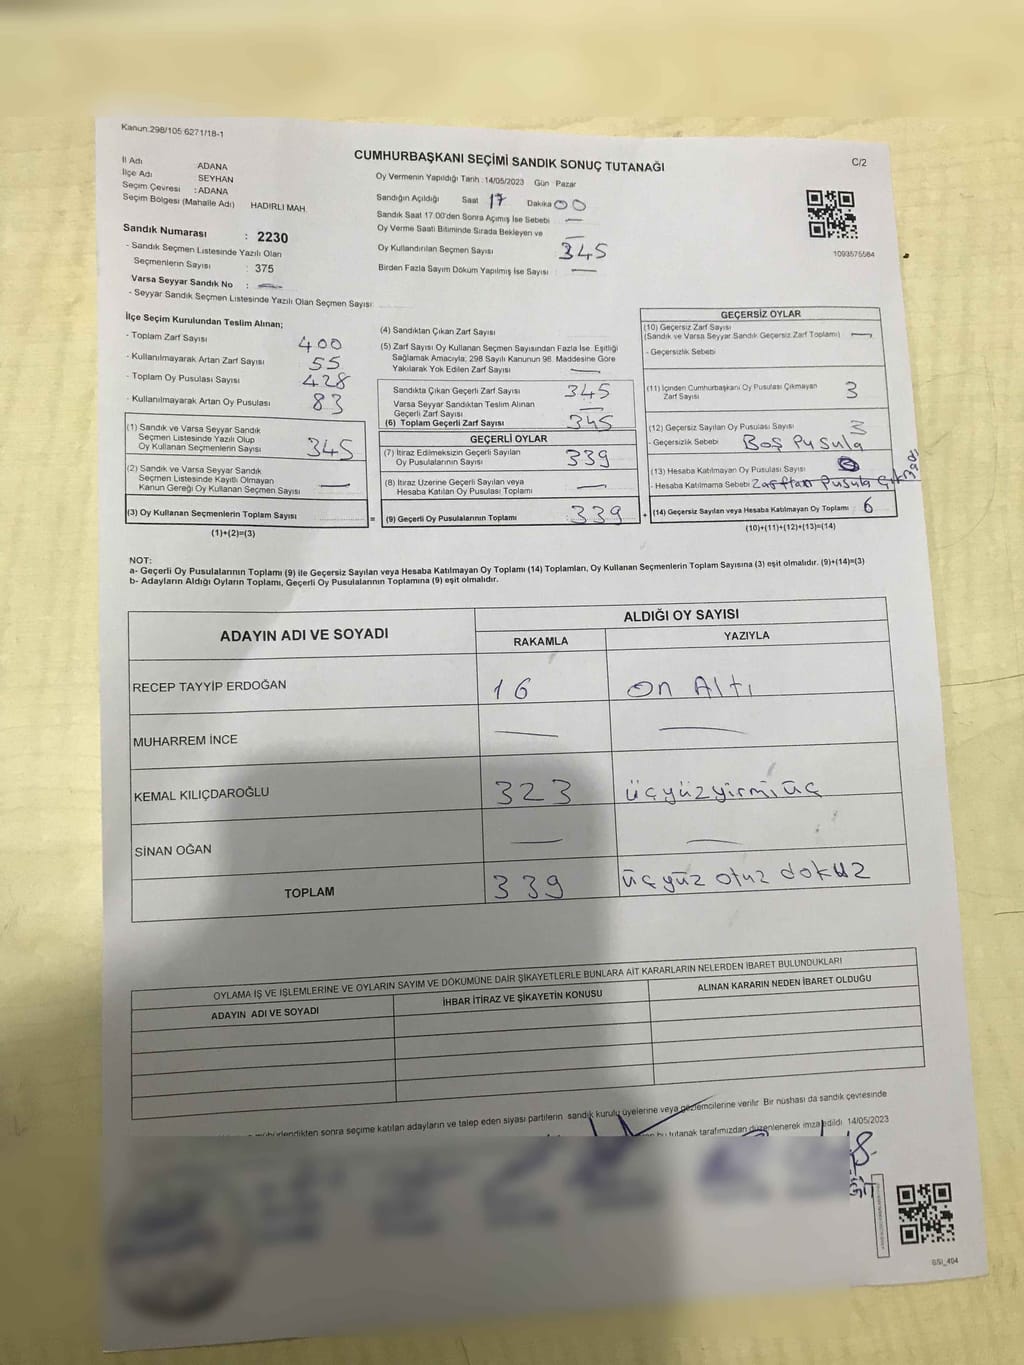 Kanun:298/105 6271/18-1
CUMHURBAŞKANI SEÇİMİ SANDIK SONUÇ TUTANAĞI
C/2
İl Adı : ADANA
İlçe Adı : SEYHAN
Seçim Çevresi : ADANA
Seçim Bölgesi (Mahalle Adı) HADIRLI MAH.
Oy Vermenin Yapıldığı Tarih :14/05/2023 Gün Pazar
Sandığın Açıldığı Saat 17 Dakika 00
Sandık Saat 17.00'den Sonra Açımış İse Sebebi —
Oy Verme Saati Bitiminde Sırada Bekleyen ve —
Oy Kullandırılan Seçmen Sayısı 345
Birden Fazla Sayım Döküm Yapılmış İse Sayısı : —
1093575564
Sandık Numarası : 2230
- Sandık Seçmen Listesinde Yazılı Olan
Seçmenlerin Sayısı : 375
Varsa Seyyar Sandık No : —
- Seyyar Sandık Seçmen Listesinde Yazılı Olan Seçmen Sayısı:
İlçe Seçim Kurulundan Teslim Alınan;
- Toplam Zarf Sayısı 400
- Kullanılmayarak Artan Zarf Sayısı 55
- Toplam Oy Pusulası Sayısı 428
- Kullanılmayarak Artan Oy Pusulası 83
(1) Sandık ve Varsa Seyyar Sandık
Seçmen Listesinde Yazılı Olup
Oy Kullanan Seçmenlerin Sayısı 345
(2) Sandık ve Varsa Seyyar Sandık
Seçmen Listesinde Kayıtlı Olmayan
Kanun Gereği Oy Kullanan Seçmen Sayısı —
(3) Oy Kullanan Seçmenlerin Toplam Sayısı
(1)+(2)=(3)
(4) Sandıktan Çıkan Zarf Sayısı
(5) Zarf Sayısı Oy Kullanan Seçmen Sayısından Fazla İse. Eşitliği
Sağlamak Amacıyla; 298 Sayılı Kanunun 98. Maddesine Göre
Yakılarak Yok Edilen Zarf Sayısı —
Sandıkta Çıkan Geçerli Zarf Sayısı 345
Varsa Seyyar Sandıktan Teslim Alınan
Geçerli Zarf Sayısı —
(6) Toplam Geçerli Zarf Sayısı 345
GEÇERLİ OYLAR
(7) İtiraz Edilmeksizin Geçerli Sayılan
Oy Pusulalarının Sayısı 339
(8) İtiraz Üzerine Geçerli Sayılan veya
Hesaba Katılan Oy Pusulası Toplamı —
= (9) Geçerli Oy Pusulalarının Toplamı 339 +
GEÇERSİZ OYLAR
(10) Geçersiz Zarf Sayısı
(Sandık ve Varsa Seyyar Sandık Geçersiz Zarf Toplamı) —
- Geçersizlik Sebebi
(11) İçinden Cumhurbaşkanı Oy Pusulası Çıkmayan
Zarf Sayısı 3
(12) Geçersiz Sayılan Oy Pusulası Sayısı 3
- Geçersizlik Sebebi Boş Pusula
(13) Hesaba Katılmayan Oy Pusulası Sayısı
- Hesaba Katılmama Sebebi Zarftan Pusula Çıkmadı
(14) Geçersiz Sayılan veya Hesaba Katılmayan Oy Toplamı 6
(10)+(11)+(12)+(13)=(14)
NOT:
a- Geçerli Oy Pusulalarının Toplamı (9) ile Geçersiz Sayılan veya Hesaba Katılmayan Oy Toplamı (14) Toplamları, Oy Kullanan Seçmenlerin Toplam Sayısına (3) eşit olmalıdır. (9)+(14)=(3)
b- Adayların Aldığı Oyların Toplamı, Geçerli Oy Pusulalarının Toplamına (9) eşit olmalıdır.
ADAYIN ADI VE SOYADI
ALDIĞI OY SAYISI
RAKAMLA YAZIYLA
RECEP TAYYİP ERDOĞAN 16 On Altı
MUHARREM İNCE — —
KEMAL KILIÇDAROĞLU 323 üçyüzyirmiüç
SİNAN OĞAN — —
TOPLAM 339 üçyüz otuz dokuz
OYLAMA İŞ VE İŞLEMLERİNE VE OYLARIN SAYIM VE DÖKÜMÜNE DAİR ŞİKAYETLERLE BUNLARA AİT KARARLARIN NELERDEN İBARET BULUNDUKLARI
ADAYIN ADI VE SOYADI İHBAR İTİRAZ VE ŞİKAYETİN KONUSU ALINAN KARARIN NEDEN İBARET OLDUĞU
mühürlendikten sonra seçime katılan adayların ve talep eden siyasi partilerin sandık kurulu üyelerine veya gözlemcilerine verilir. Bir nüshası da sandık çevresinde
bu tutanak tarafımızdan düzenlenerek imza edildi. 14/05/2023